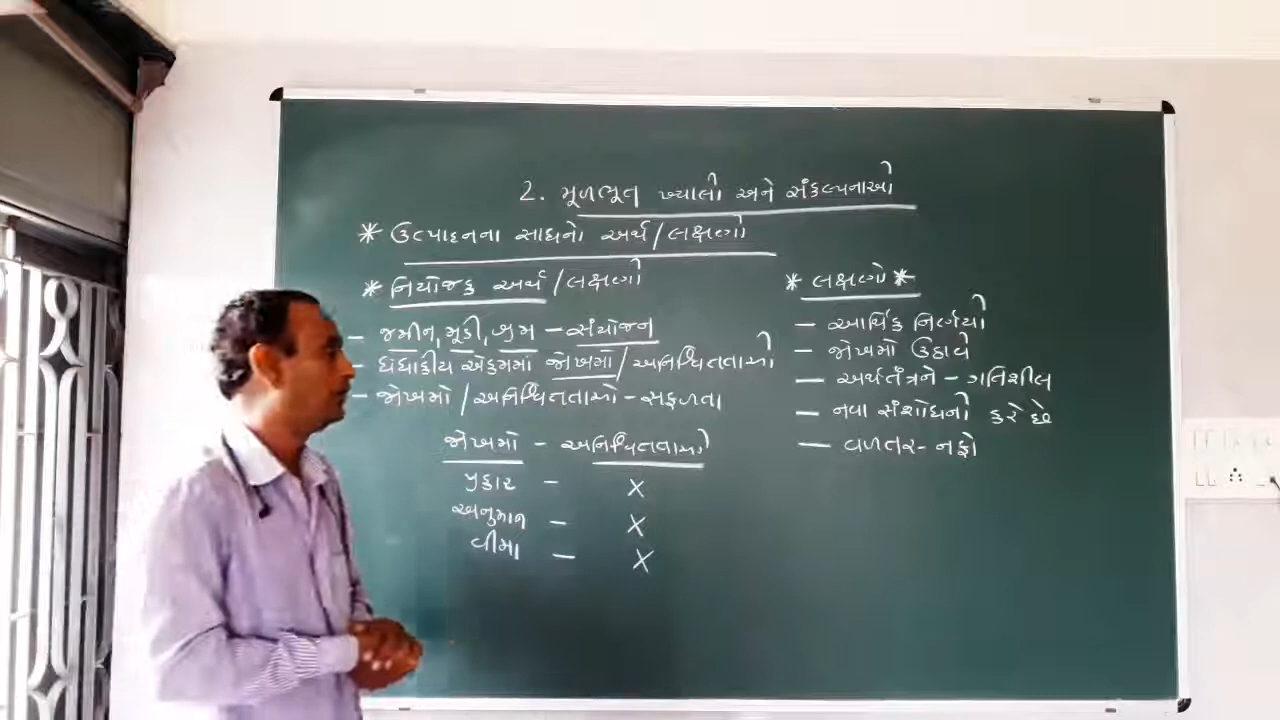 2. મૂળભૂત ખ્યાલો અને સંકલ્પનાઓ
* ઉત્પાદનના સાધનો અર્થ/લક્ષણો
* નિયોજક અર્થ/લક્ષણો
– જમીન, મૂડી, શ્રમ – સંયોજન
– ધંધાકીય એકમમાં જોખમો/અનિશ્ચિતતાઓ
– જોખમો/અનિશ્ચિતતાઓ – સફળતા
જોખમો – અનિશ્ચિતતાઓ
પ્રકાર – X
અનુમાન – X
વીમા – X
* લક્ષણો *
– આર્થિક નિર્ણયો
– જોખમો ઉઠાવે
– અર્થતંત્રને – ગતિશીલ
– નવા સંશોધનો કરે છે
– વળતર – નફો